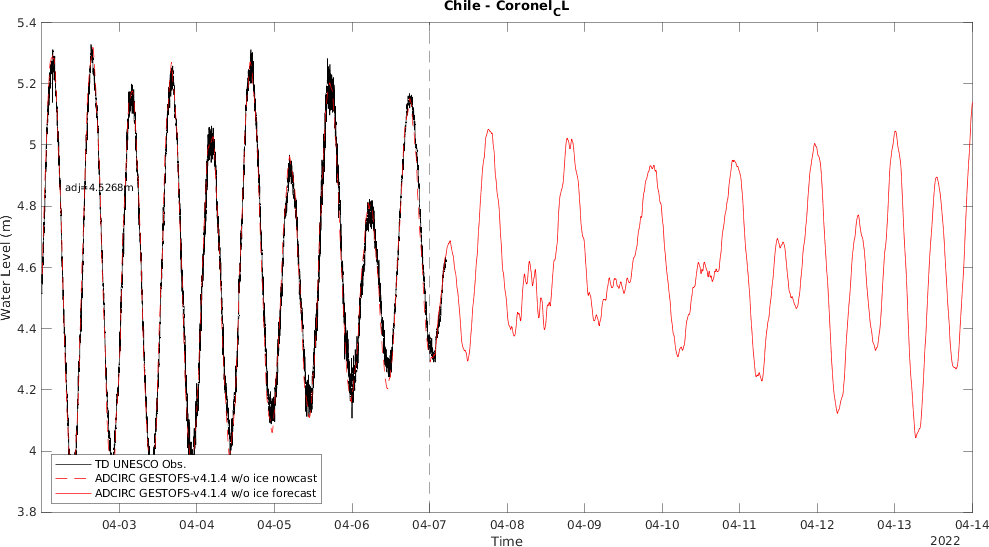 Chile - Coronel_CL
5.4
5.2
5
4.8
4.6
4.4
4.2
4
3.8
Water Level (m)
adj=4.5268m
TD UNESCO Obs.
ADCIRC GESTOFS-v4.1.4 w/o ice nowcast
ADCIRC GESTOFS-v4.1.4 w/o ice forecast
04-03 04-04 04-05 04-06 04-07 04-08 04-09 04-10 04-11 04-12 04-13 04-14
Time
2022